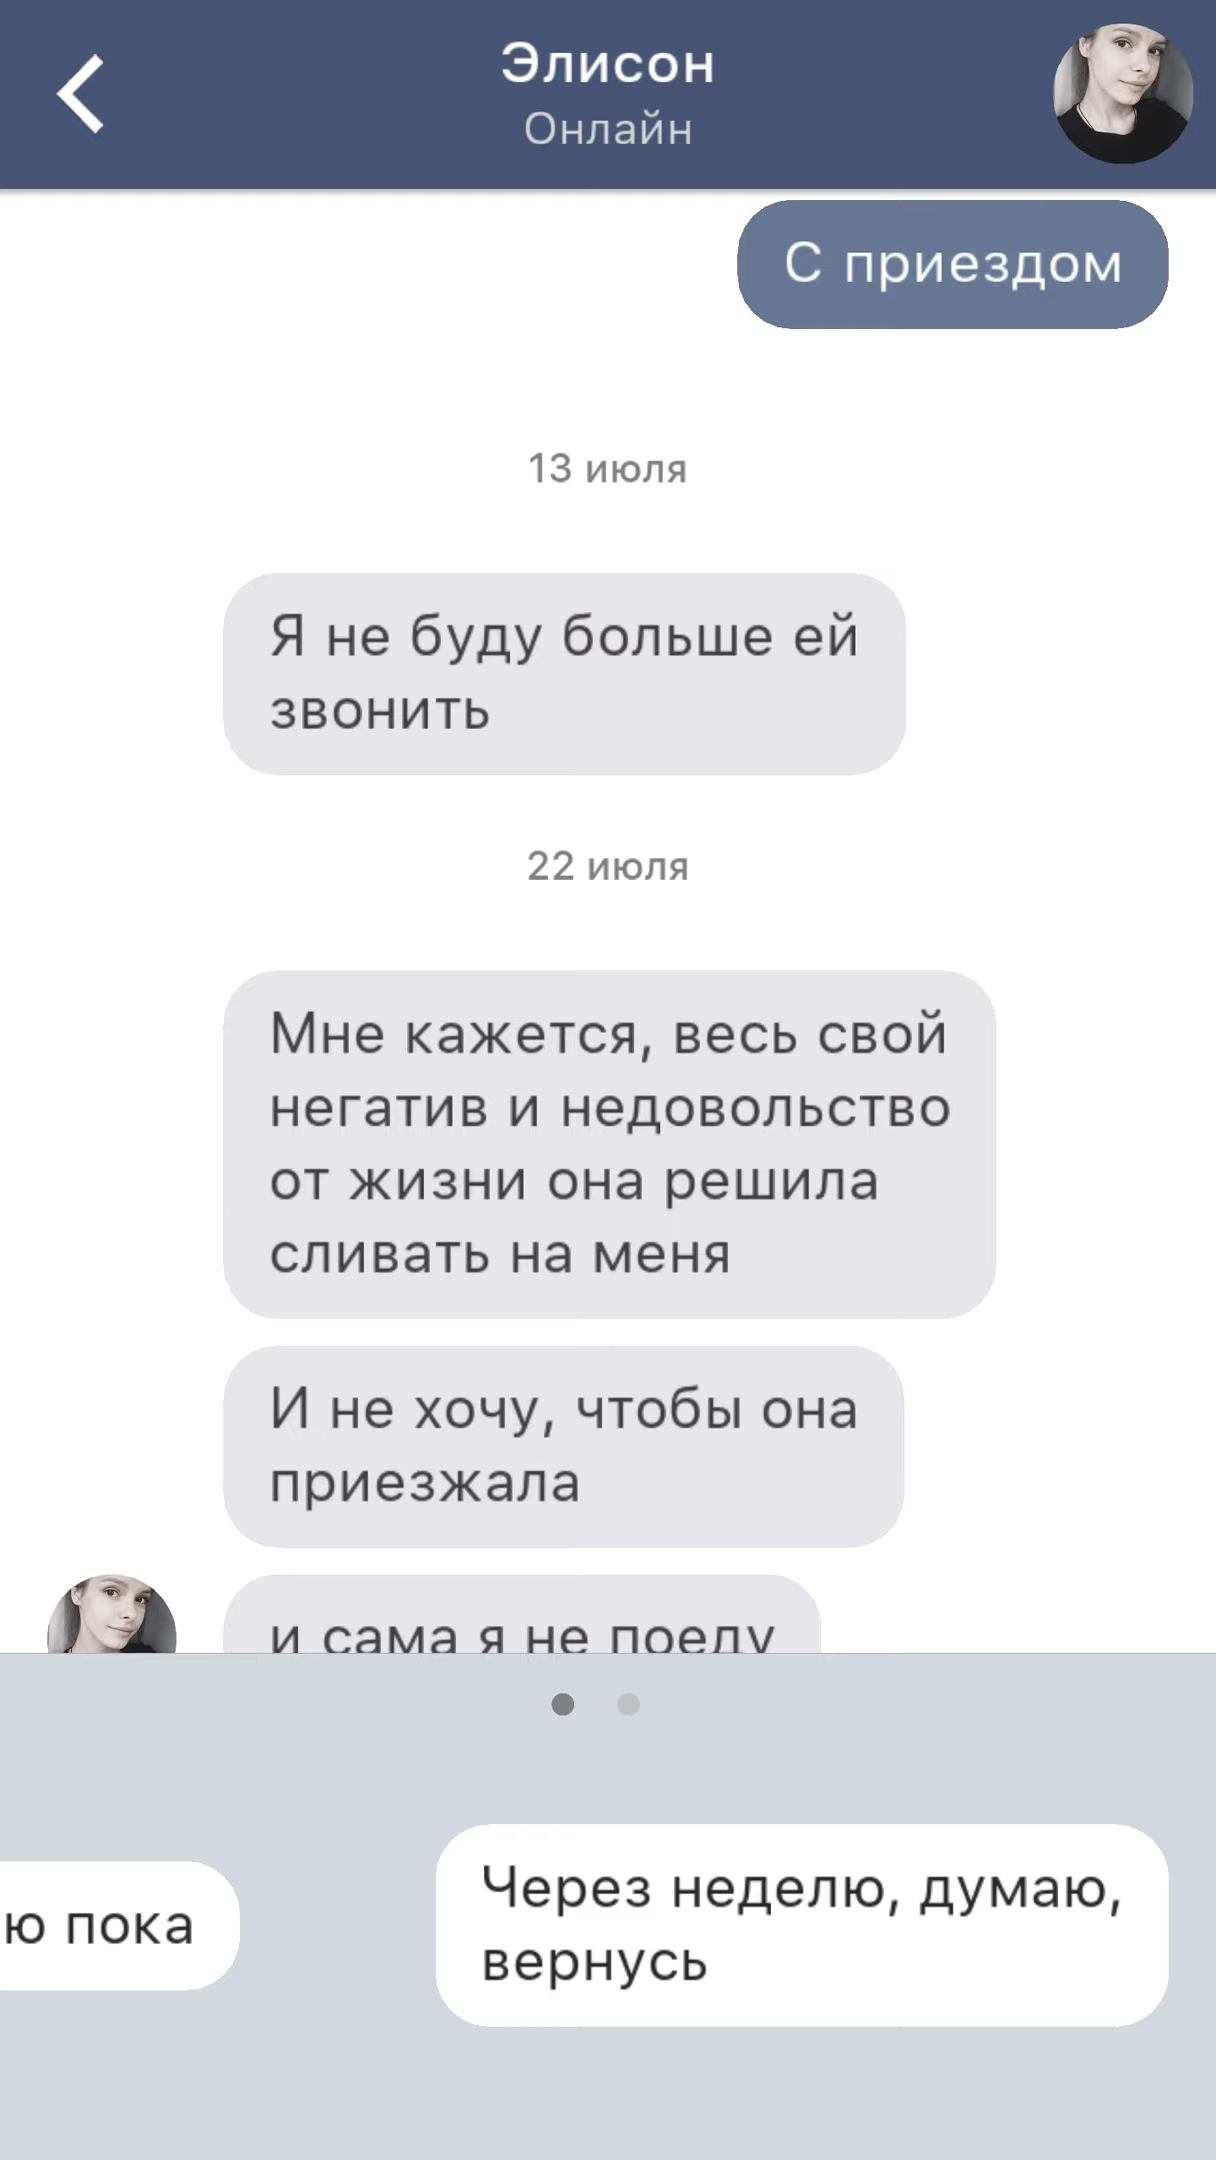 Элисон
Онлайн
С приездом
13 июля
Я не буду больше ей
звонить
22 июля
Мне кажется, весь свой
негатив и недовольство
от жизни она решила
сливать на меня
И не хочу, чтобы она
приезжала
и сама я не поеду
Через неделю, думаю,
вернусь
ю пока